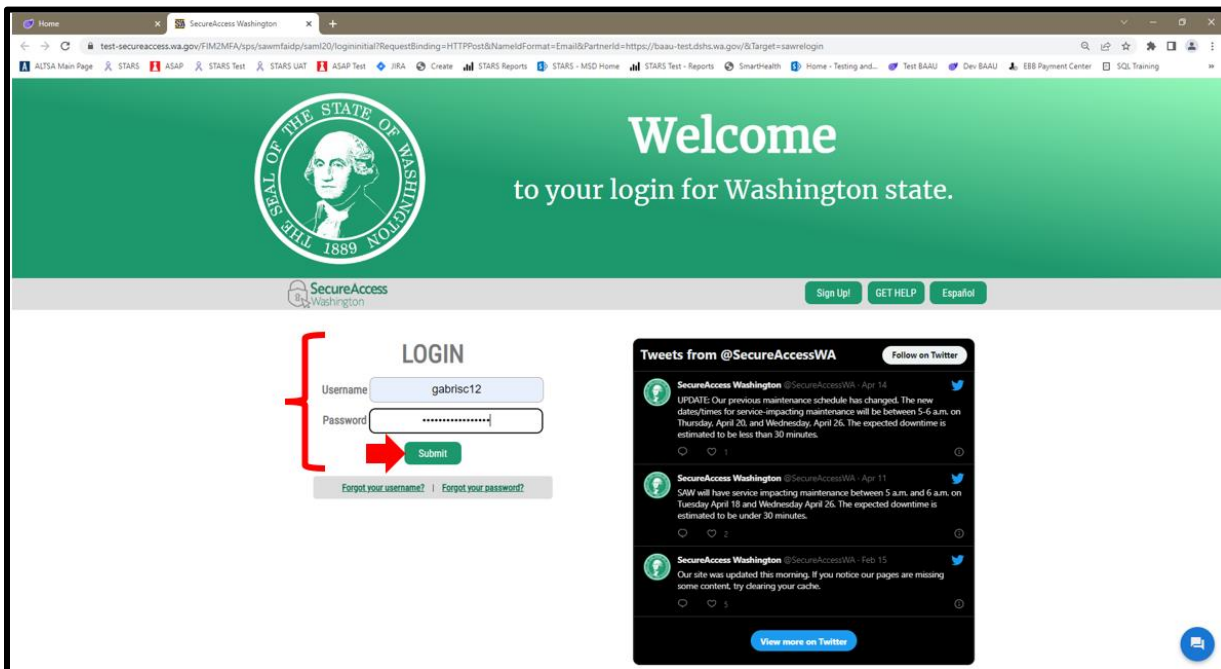 Home
SecureAccess Washington
test-secureaccess.wa.gov/FIM2MFA/sps/sawmfaidp/saml20/logininitial?RequestBinding=HTTPPost&NameIdFormat=Email&PartnerId=https://baau-test.dshs.wa.gov/&Target=sawrelogin
ALTSA Main Page STARS ASAP STARS Test STARS UAT ASAP Test JIRA Create STARS Reports STARS - MSD Home STARS Test - Reports SmartHealth Home - Testing and... Test BAAU Dev BAAU EBB Payment Center SQL Training
THE SEAL OF THE STATE OF WASHINGTON
1889
Welcome
to your login for Washington state.
SecureAccess
Washington
Sign Up! GET HELP Español
LOGIN
Username gabrisc12
Password
Submit
Forgot your username? | Forgot your password?
Tweets from @SecureAccessWA Follow on Twitter
SecureAccess Washington @SecureAccessWA · Apr 14
UPDATE: Our previous maintenance schedule has changed. The new
dates/times for service-impacting maintenance will be between 5-6 a.m. on
Thursday, April 20, and Wednesday, April 26. The expected downtime is
estimated to be less than 30 minutes.
1
SecureAccess Washington @SecureAccessWA · Apr 11
SAW will have service impacting maintenance between 5 a.m. and 6 a.m. on
Tuesday April 18 and Wednesday April 26. The expected downtime is
estimated to be under 30 minutes.
2
SecureAccess Washington @SecureAccessWA · Feb 15
Our site was updated this morning. If you notice our pages are missing
some content, try clearing your cache.
5
View more on Twitter